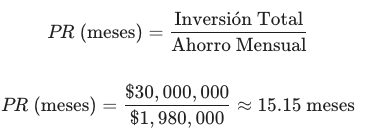 PR (meses) = Inversión Total / Ahorro Mensual
PR (meses) = $30,000,000 / $1,980,000 ≈ 15.15 meses